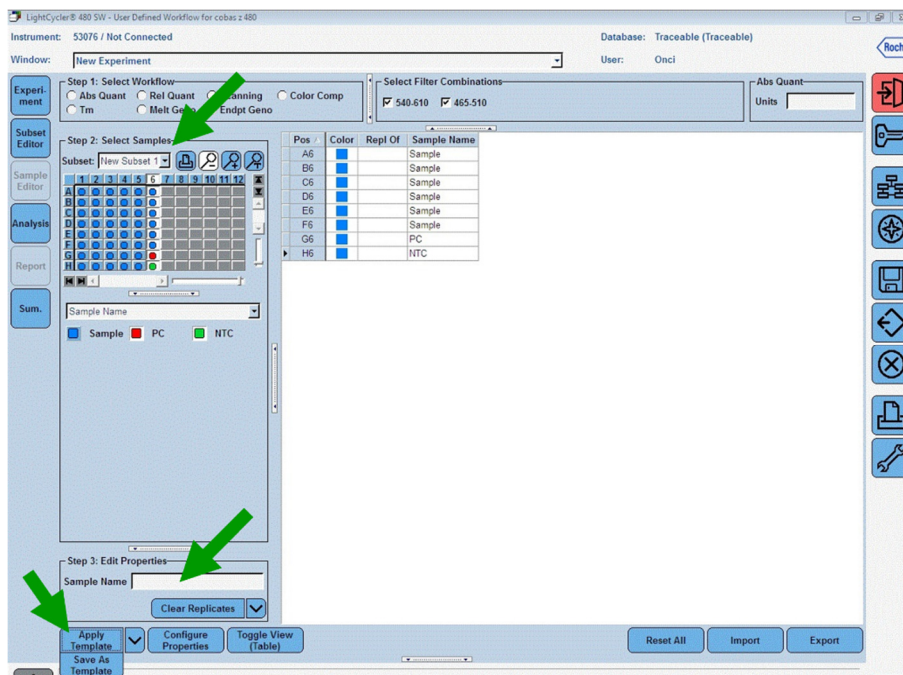 LightCycler® 480 SW - User Defined Workflow for cobas z 480
Instrument: 53076 / Not Connected
Database: Traceable (Traceable)
Window: New Experiment
User: Onci
Roch
Experi-
ment
Subset
Editor
Sample
Editor
Analysis
Report
Sum.
Step 1: Select Workflow
Abs Quant Rel Quant Scanning Color Comp
Tm Melt Geno Endpt Geno
Select Filter Combinations
540-610 465-510
Abs Quant
Units
Step 2: Select Samples
Subset: New Subset 1
1 2 3 4 5 6 7 8 9 10 11 12
A
B
C
D
E
F
G
H
Sample Name
Sample PC NTC
Pos Color Repl Of Sample Name
A6 Sample
B6 Sample
C6 Sample
D6 Sample
E6 Sample
F6 Sample
G6 PC
H6 NTC
Step 3: Edit Properties
Sample Name
Clear Replicates
Apply
Template
Configure
Properties
Toggle View
(Table)
Save As
Template
Reset All Import Export